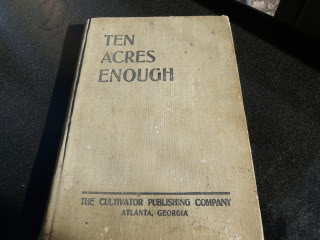 TEN
ACRES
ENOUGH
THE CULTIVATOR PUBLISHING COMPANY
ATLANTA, GEORGIA